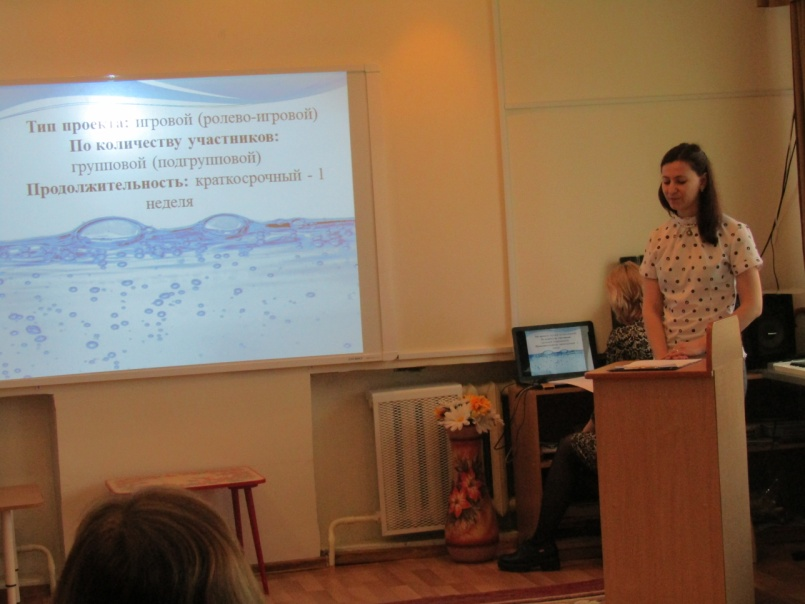 Тип проекта: игровой (ролево-игровой)
По количеству участников:
групповой (подгрупповой)
Продолжительность: краткосрочный - 1
неделя